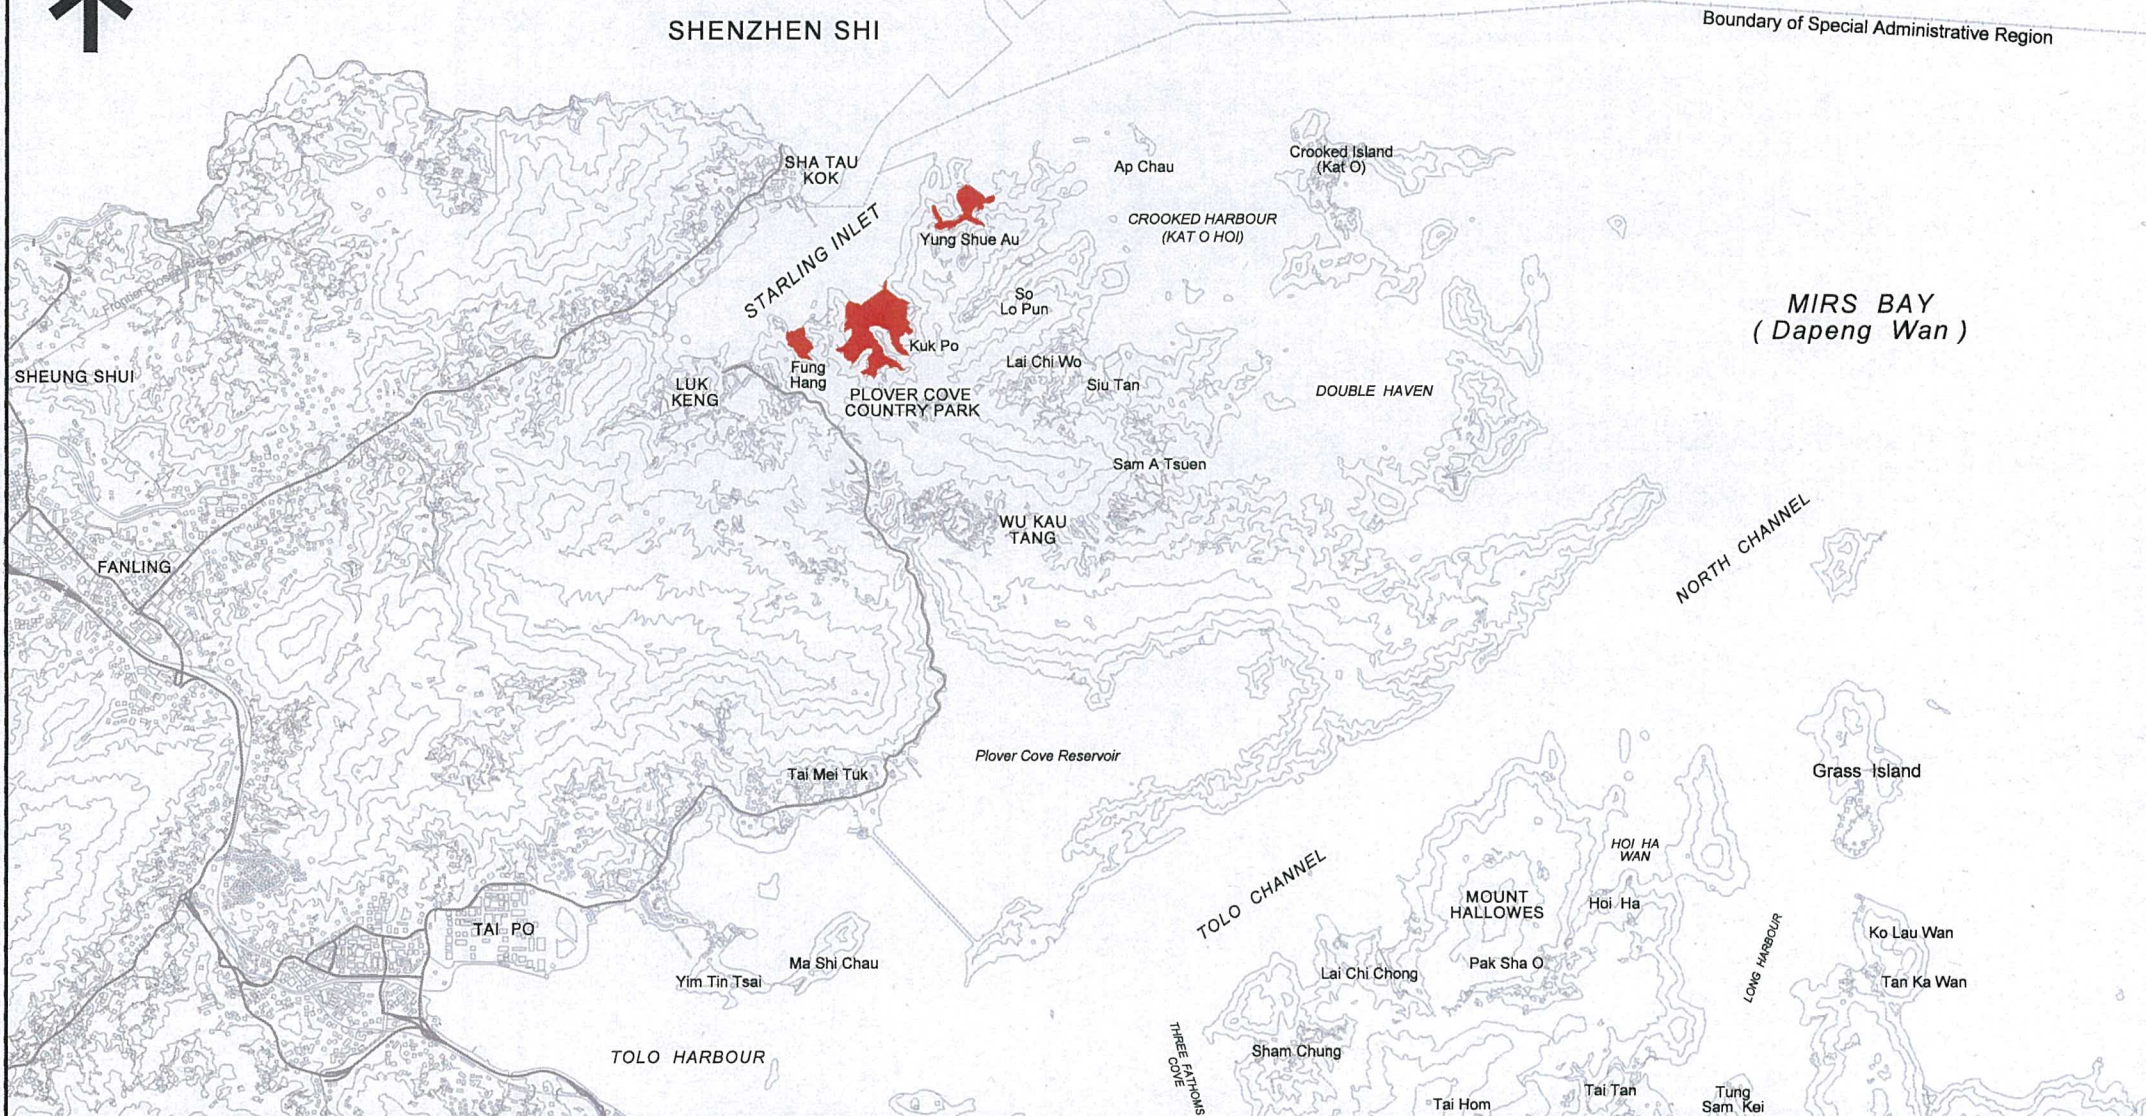 SHENZHEN SHI
Boundary of Special Administrative Region
SHA TAU
KOK
Ap Chau
Crooked Island
(Kat O)
CROOKED HARBOUR
(KAT O HOI)
STARLING INLET
Yung Shue Au
Frontier Closed Area Boundary
So
Lo Pun
MIRS BAY
( Dapeng Wan )
Kuk Po
Lai Chi Wo
Fung
Hang
SHEUNG SHUI
LUK
KENG
Siu Tan
PLOVER COVE
COUNTRY PARK
DOUBLE HAVEN
Sam A Tsuen
WU KAU
TANG
NORTH CHANNEL
FANLING
Plover Cove Reservoir
Tai Mei Tuk
Grass Island
HOI HA
WAN
TOLO CHANNEL
MOUNT
HALLOWES
Hoi Ha
TAI PO
Ko Lau Wan
LONG HARBOUR
Ma Shi Chau
Yim Tin Tsai
Lai Chi Chong
Pak Sha O
Tan Ka Wan
THREE FATHOMS
COVE
TOLO HARBOUR
Sham Chung
Tai Hom
Tai Tan
Tung
Sam Kei